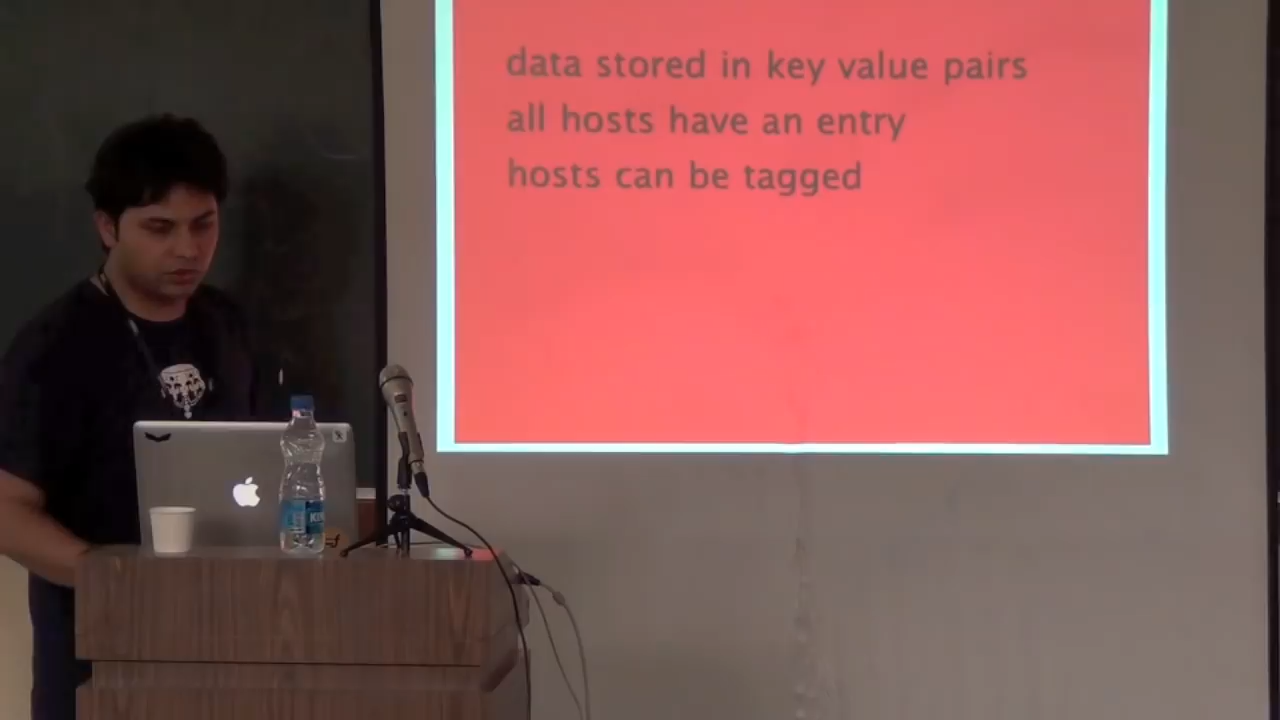 data stored in key value pairs
all hosts have an entry
hosts can be tagged